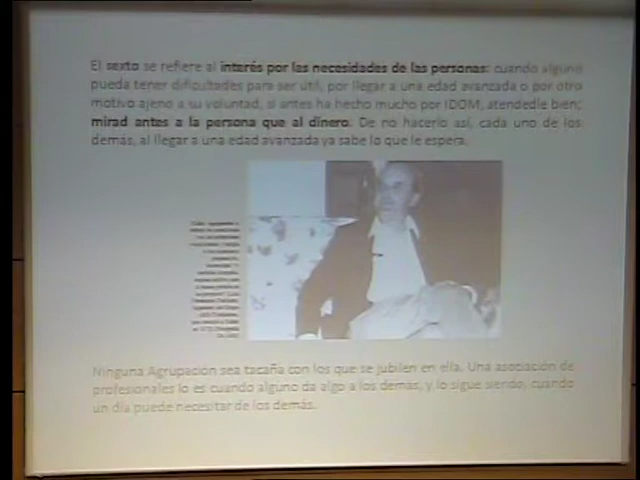 El sexto se refiere al interés por las necesidades de las personas: cuando alguno
pueda tener dificultades para ser útil, por llegar a una edad avanzada o por otro
motivo ajeno a su voluntad, si antes ha hecho mucho por IDOM, atendedle bien;
mirad antes a la persona que al dinero. De no hacerlo así, cada uno de los
demás, al llegar a una edad avanzada ya sabe lo que le espera.
Ninguna Agrupación sea tacaña con los que se jubilen en ella. Una asociación de
profesionales lo es cuando alguno da algo a los demás, y lo sigue siendo, cuando
un día puede necesitar de los demás.